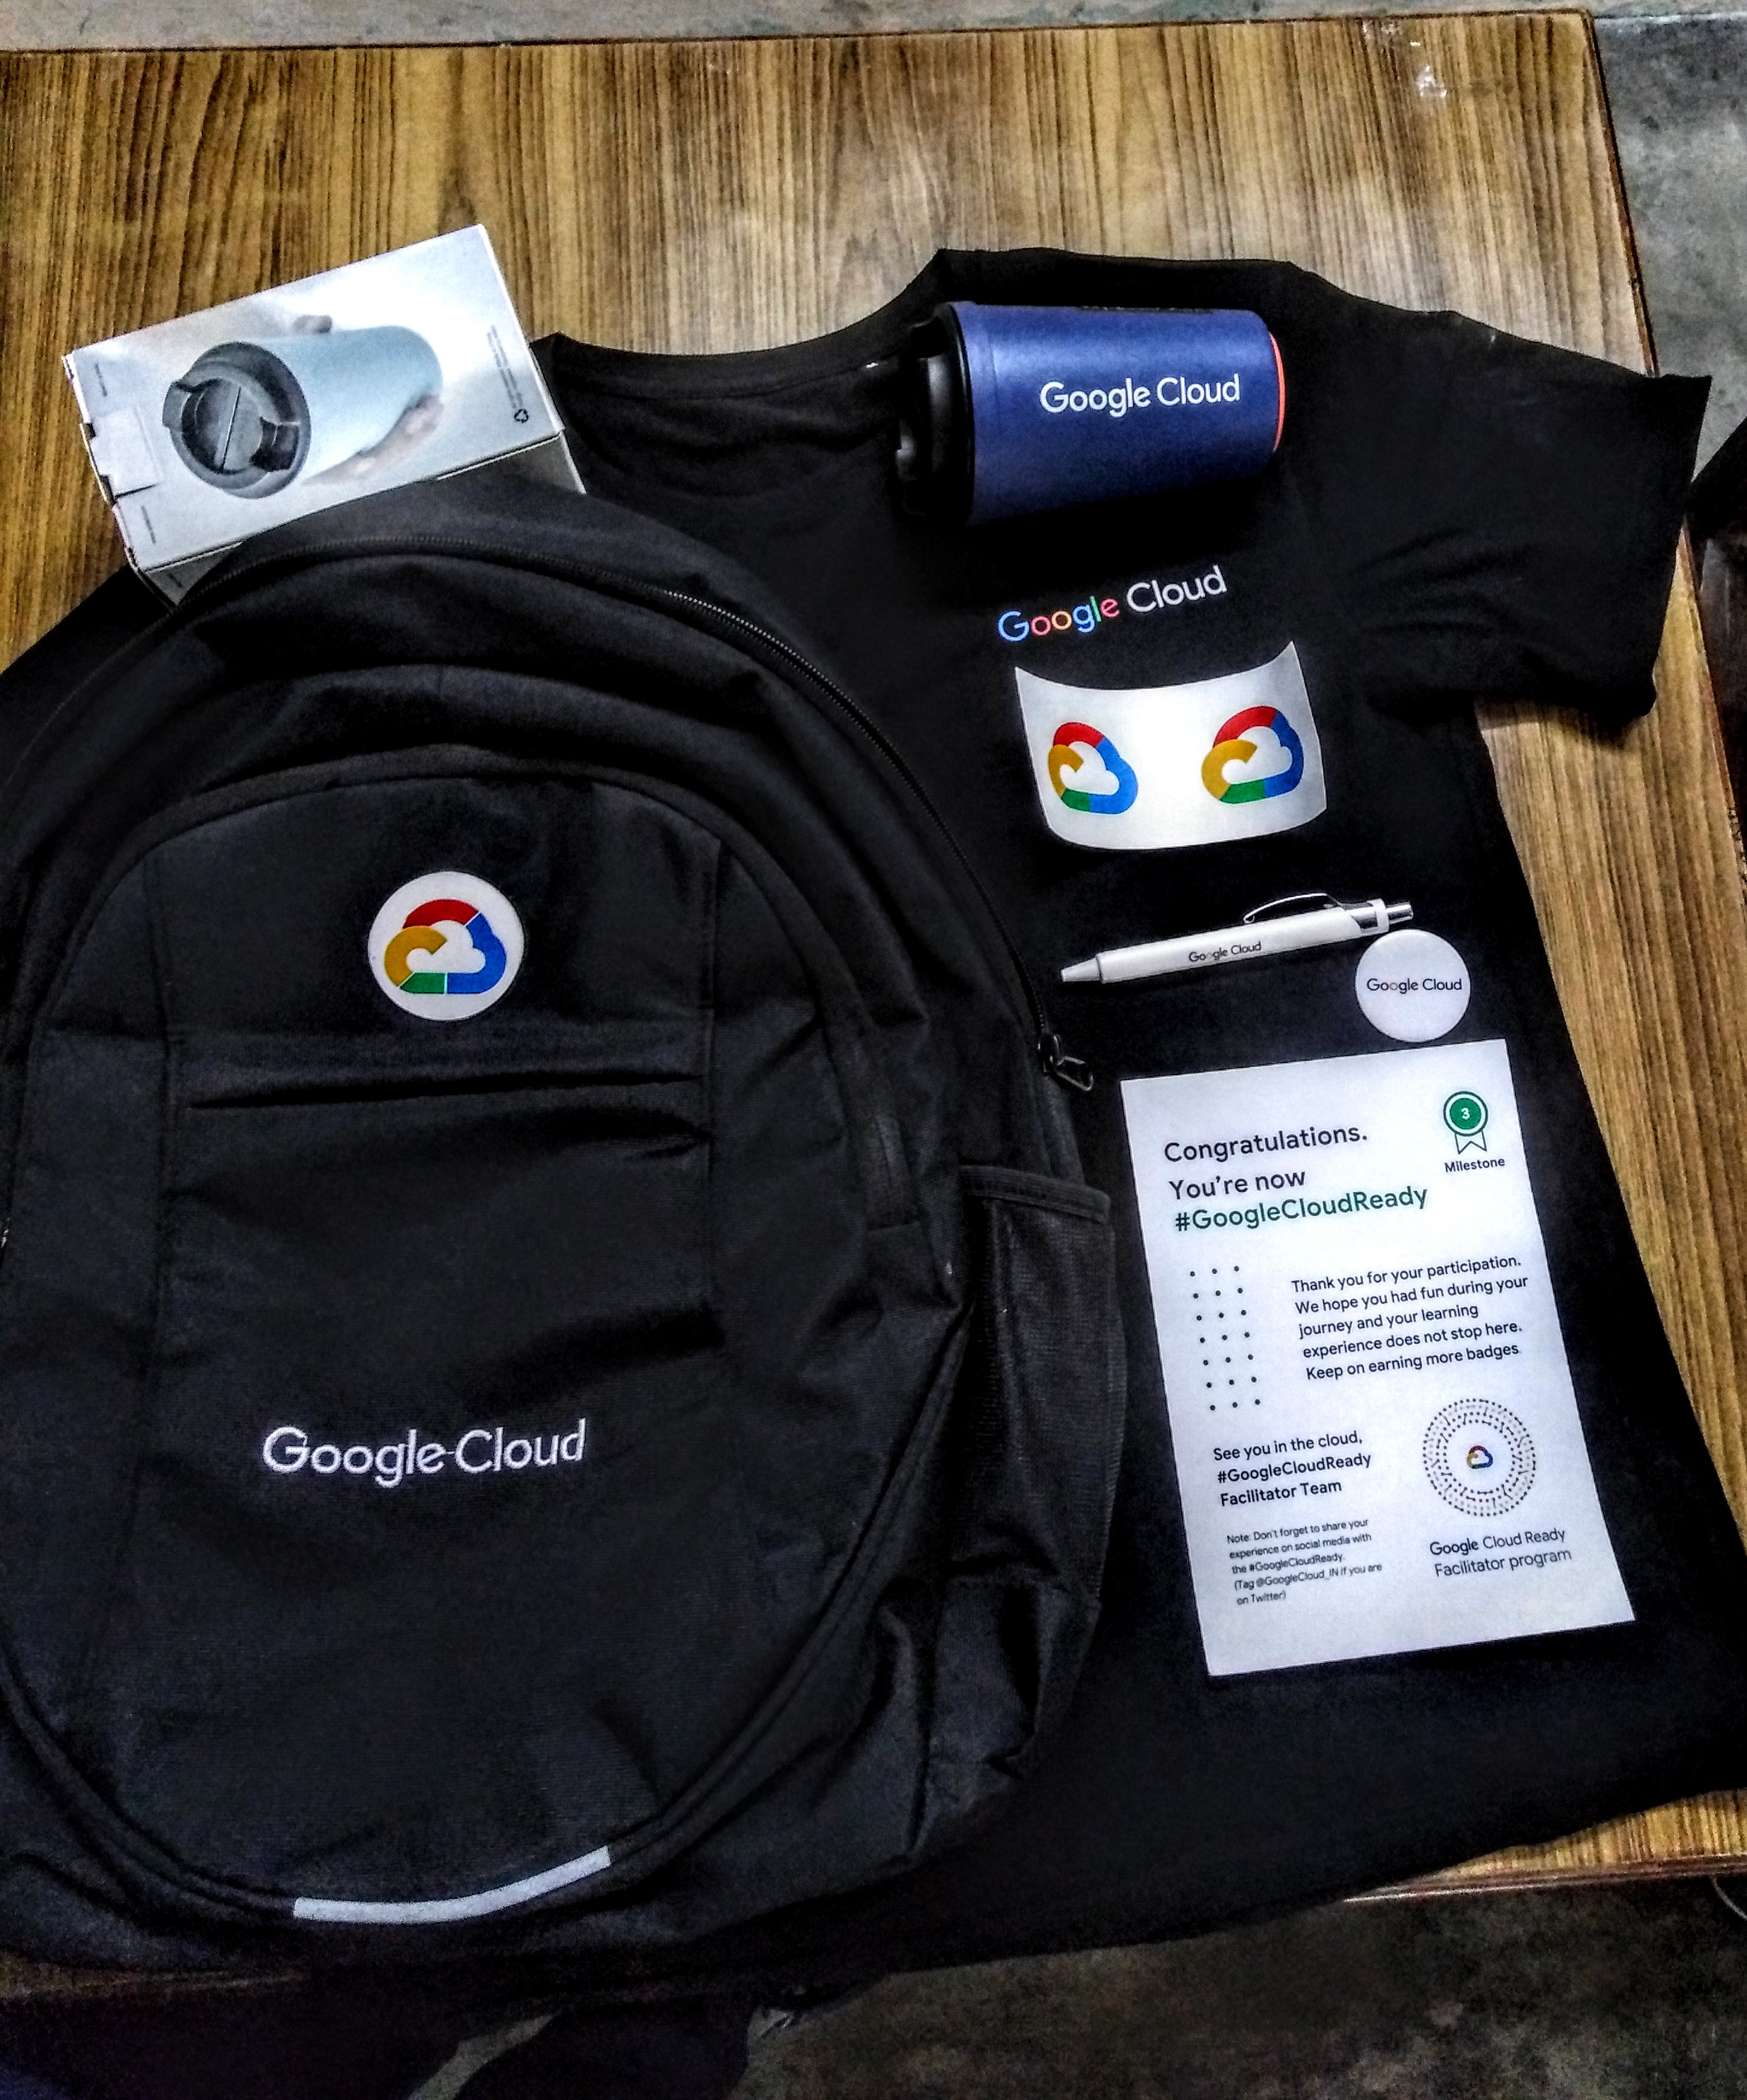 Google Cloud
Google Cloud
Google Cloud
Google Cloud
Google Cloud
Congratulations.
You're now
#GoogleCloudReady
3
Milestone
Thank you for your participation.
We hope you had fun during your
journey and your learning
experience does not stop here.
Keep on earning more badges.
See you in the cloud,
#GoogleCloudReady
Facilitator Team
Note: Don't forget to share your
experience on social media with
the #GoogleCloudReady.
(Tag @GoogleCloud_IN if you are
on Twitter)
Google Cloud Ready
Facilitator program